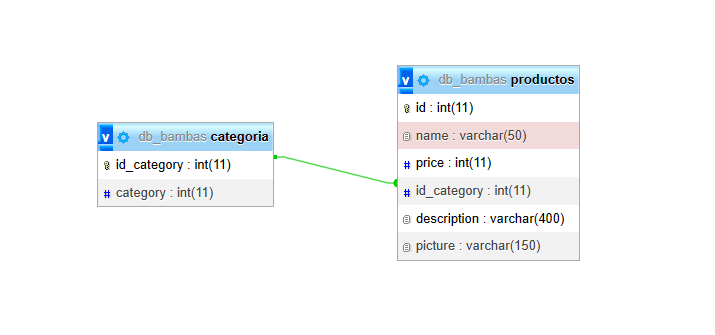 db_bambas categoria
id_category : int(11)
category : int(11)
db_bambas productos
id : int(11)
name : varchar(50)
price : int(11)
id_category : int(11)
description : varchar(400)
picture : varchar(150)